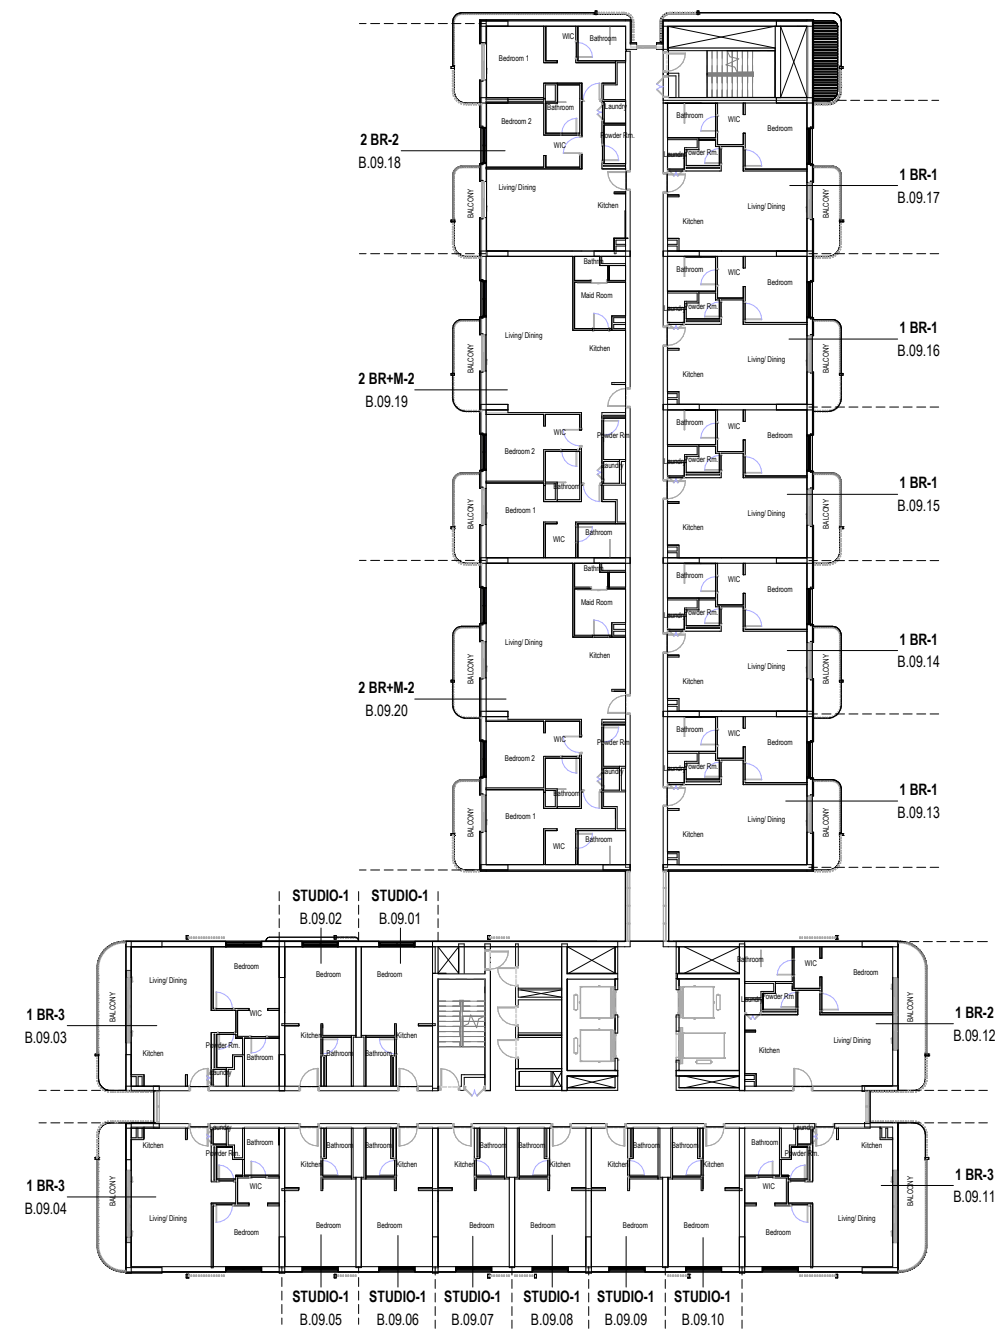 WIC
Bathroom
Bedroom 1
Bathroom
Laundry
Bedroom 2
Powder Rm.
WIC
2 BR-2
B.09.18
Living/ Dining
Kitchen
BALCONY
Bathroom
WIC
Bedroom
Laundry
Powder Rm.
1 BR-1
B.09.17
Living/ Dining
Kitchen
BALCONY
Bathroom
WIC
Bedroom
Powder Rm.
1 BR-1
B.09.16
Living/ Dining
Kitchen
BALCONY
Maid Room
Living/ Dining
Kitchen
BALCONY
2 BR+M-2
B.09.19
WIC
Powder Rm
Bedroom 2
Laundry
Bathroom
Bedroom 1
BALCONY
WIC
Bathroom
Bathroom
WIC
Bedroom
Laundry
Powder Rm.
1 BR-1
B.09.15
Living/ Dining
Kitchen
BALCONY
Maid Room
Living/ Dining
Kitchen
BALCONY
2 BR+M-2
B.09.20
WIC
Powder Rm
Bedroom 2
Laundry
Bathroom
Bedroom 1
BALCONY
WIC
Bathroom
Bathroom
WIC
Bedroom
Laundry
Powder Rm.
1 BR-1
B.09.14
Living/ Dining
Kitchen
BALCONY
Bathroom
WIC
Bedroom
Laundry
Powder Rm.
1 BR-1
B.09.13
Living/ Dining
Kitchen
BALCONY
STUDIO-1
B.09.02
STUDIO-1
B.09.01
Living/ Dining
Bedroom
Bedroom
Bedroom
BALCONY
WIC
1 BR-3
B.09.03
Kitchen
Powder Rm.
Bathroom
Laundry
Kitchen
Bathroom
Bathroom
Kitchen
Bathroom
WIC
Bedroom
Laundry
Powder Rm
BALCONY
1 BR-2
B.09.12
Living/ Dining
Kitchen
Kitchen
Laundry
Bathroom
Powder Rm.
WIC
1 BR-3
B.09.04
BALCONY
Living/ Dining
Bedroom
Kitchen
Bathroom
Bathroom
Kitchen
Kitchen
Bathroom
Bathroom
Kitchen
Kitchen
Bathroom
Bathroom
Kitchen
Bedroom
Bedroom
Bedroom
Bedroom
Bedroom
Bedroom
Bathroom
Laundry
Powder Rm.
Kitchen
WIC
1 BR-3
B.09.11
BALCONY
Living/ Dining
Bedroom
STUDIO-1
B.09.05
STUDIO-1
B.09.06
STUDIO-1
B.09.07
STUDIO-1
B.09.08
STUDIO-1
B.09.09
STUDIO-1
B.09.10